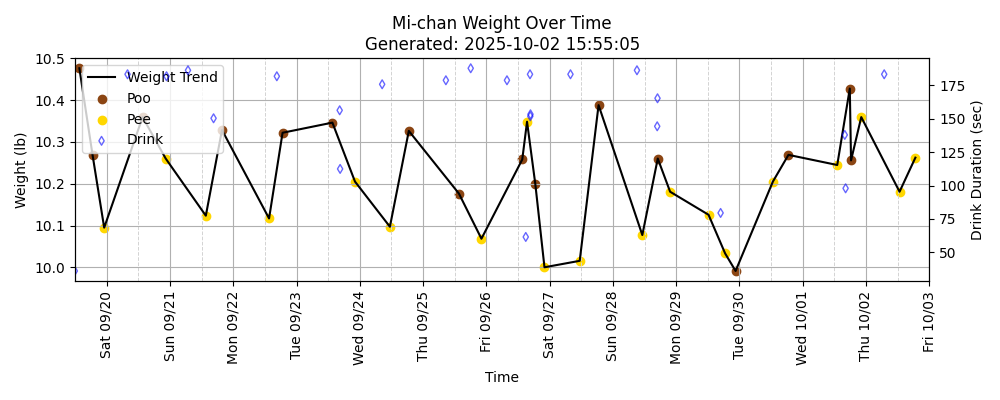 Mi-chan Weight Over Time
Generated: 2025-10-02 15:55:05
Weight (lb)
10.5
10.4
10.3
10.2
10.1
10.0
Weight Trend
Poo
Pee
Drink
175
150
125
100
75
50
Drink Duration (sec)
Sat 09/20
Sun 09/21
Mon 09/22
Tue 09/23
Wed 09/24
Thu 09/25
Fri 09/26
Sat 09/27
Sun 09/28
Mon 09/29
Tue 09/30
Wed 10/01
Thu 10/02
Fri 10/03
Time